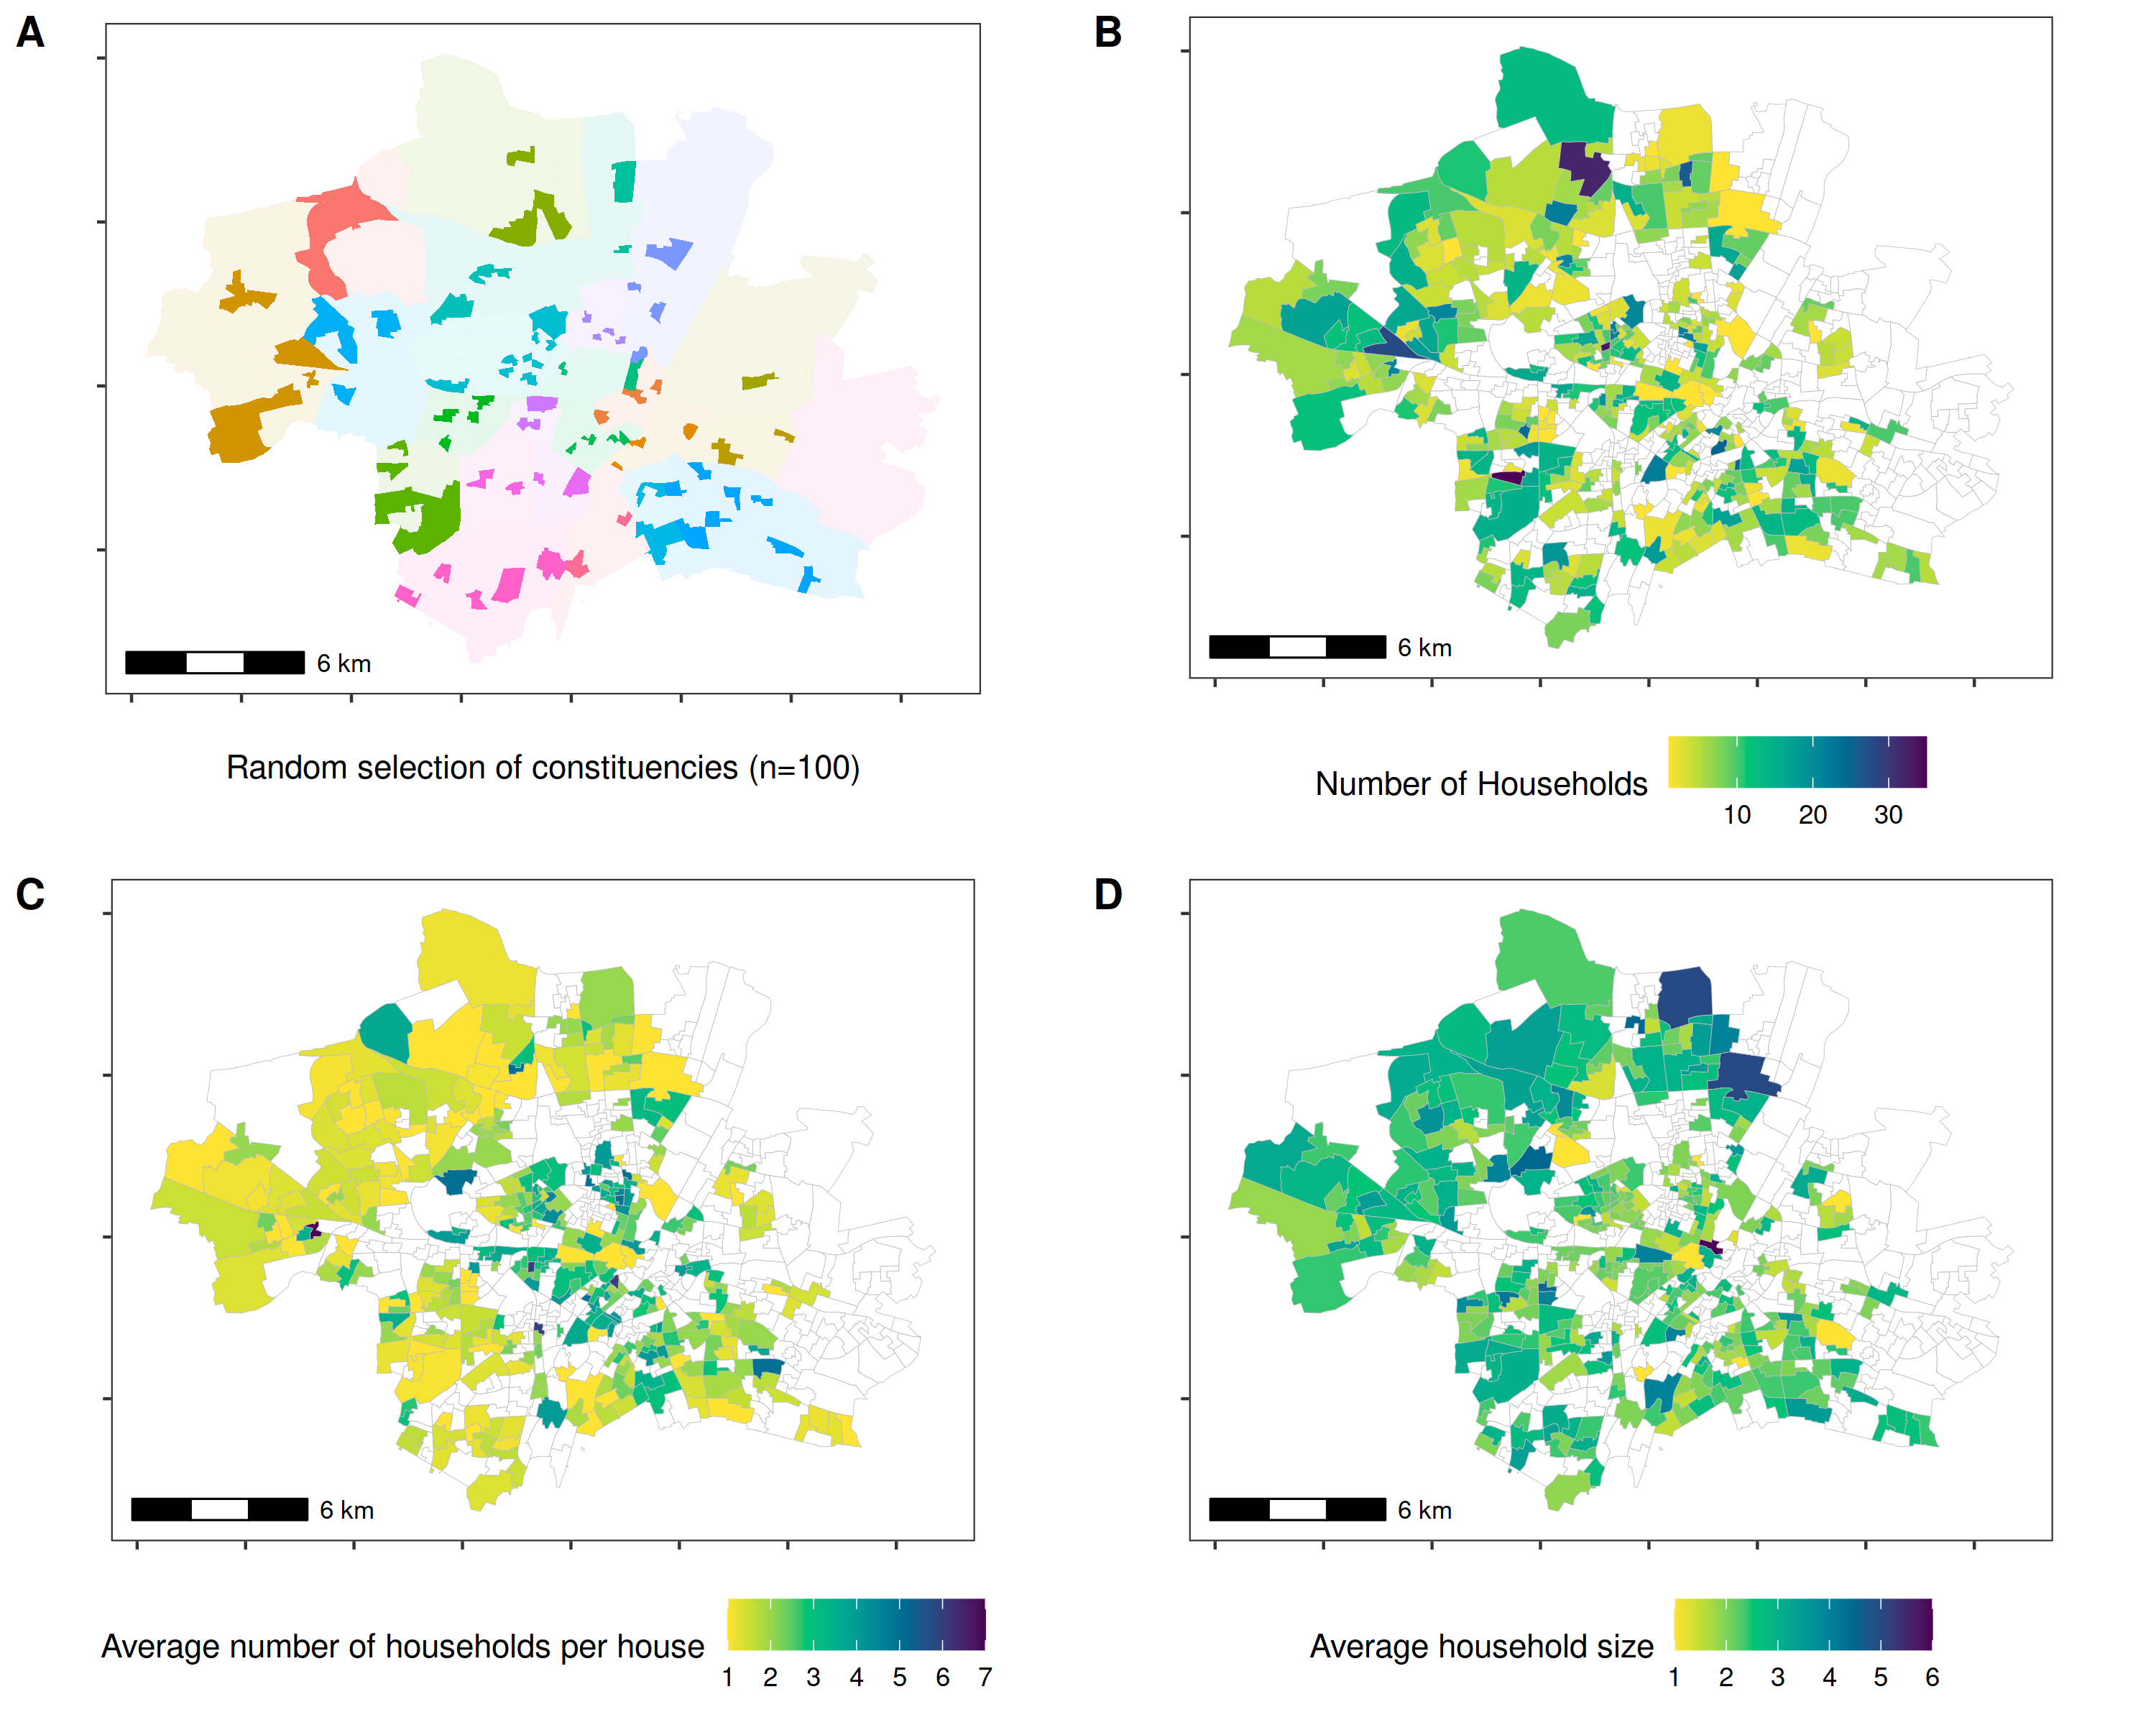 A
B
6 km
6 km
Random selection of constituencies (n=100)
Number of Households
10 20 30
C
D
6 km
6 km
Average number of households per house
1 2 3 4 5 6 7
Average household size
1 2 3 4 5 6